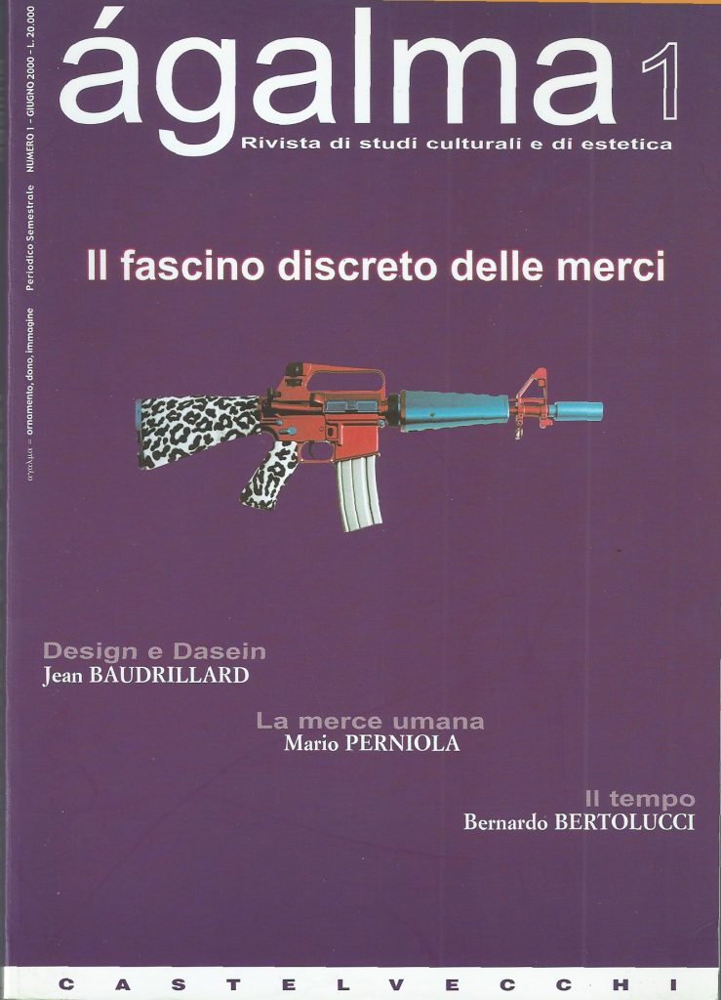 ágalma 1
Rivista di studi culturali e di estetica
Il fascino discreto delle merci
Design e Dasein
Jean BAUDRILLARD
La merce umana
Mario PERNIOLA
Il tempo
Bernardo BERTOLUCCI
CASTELVECCHI
αγαλμα = ornamento, dono, immagine Periodico Semestrale NUMERO 1 - GIUGNO 2000 - L. 20.000